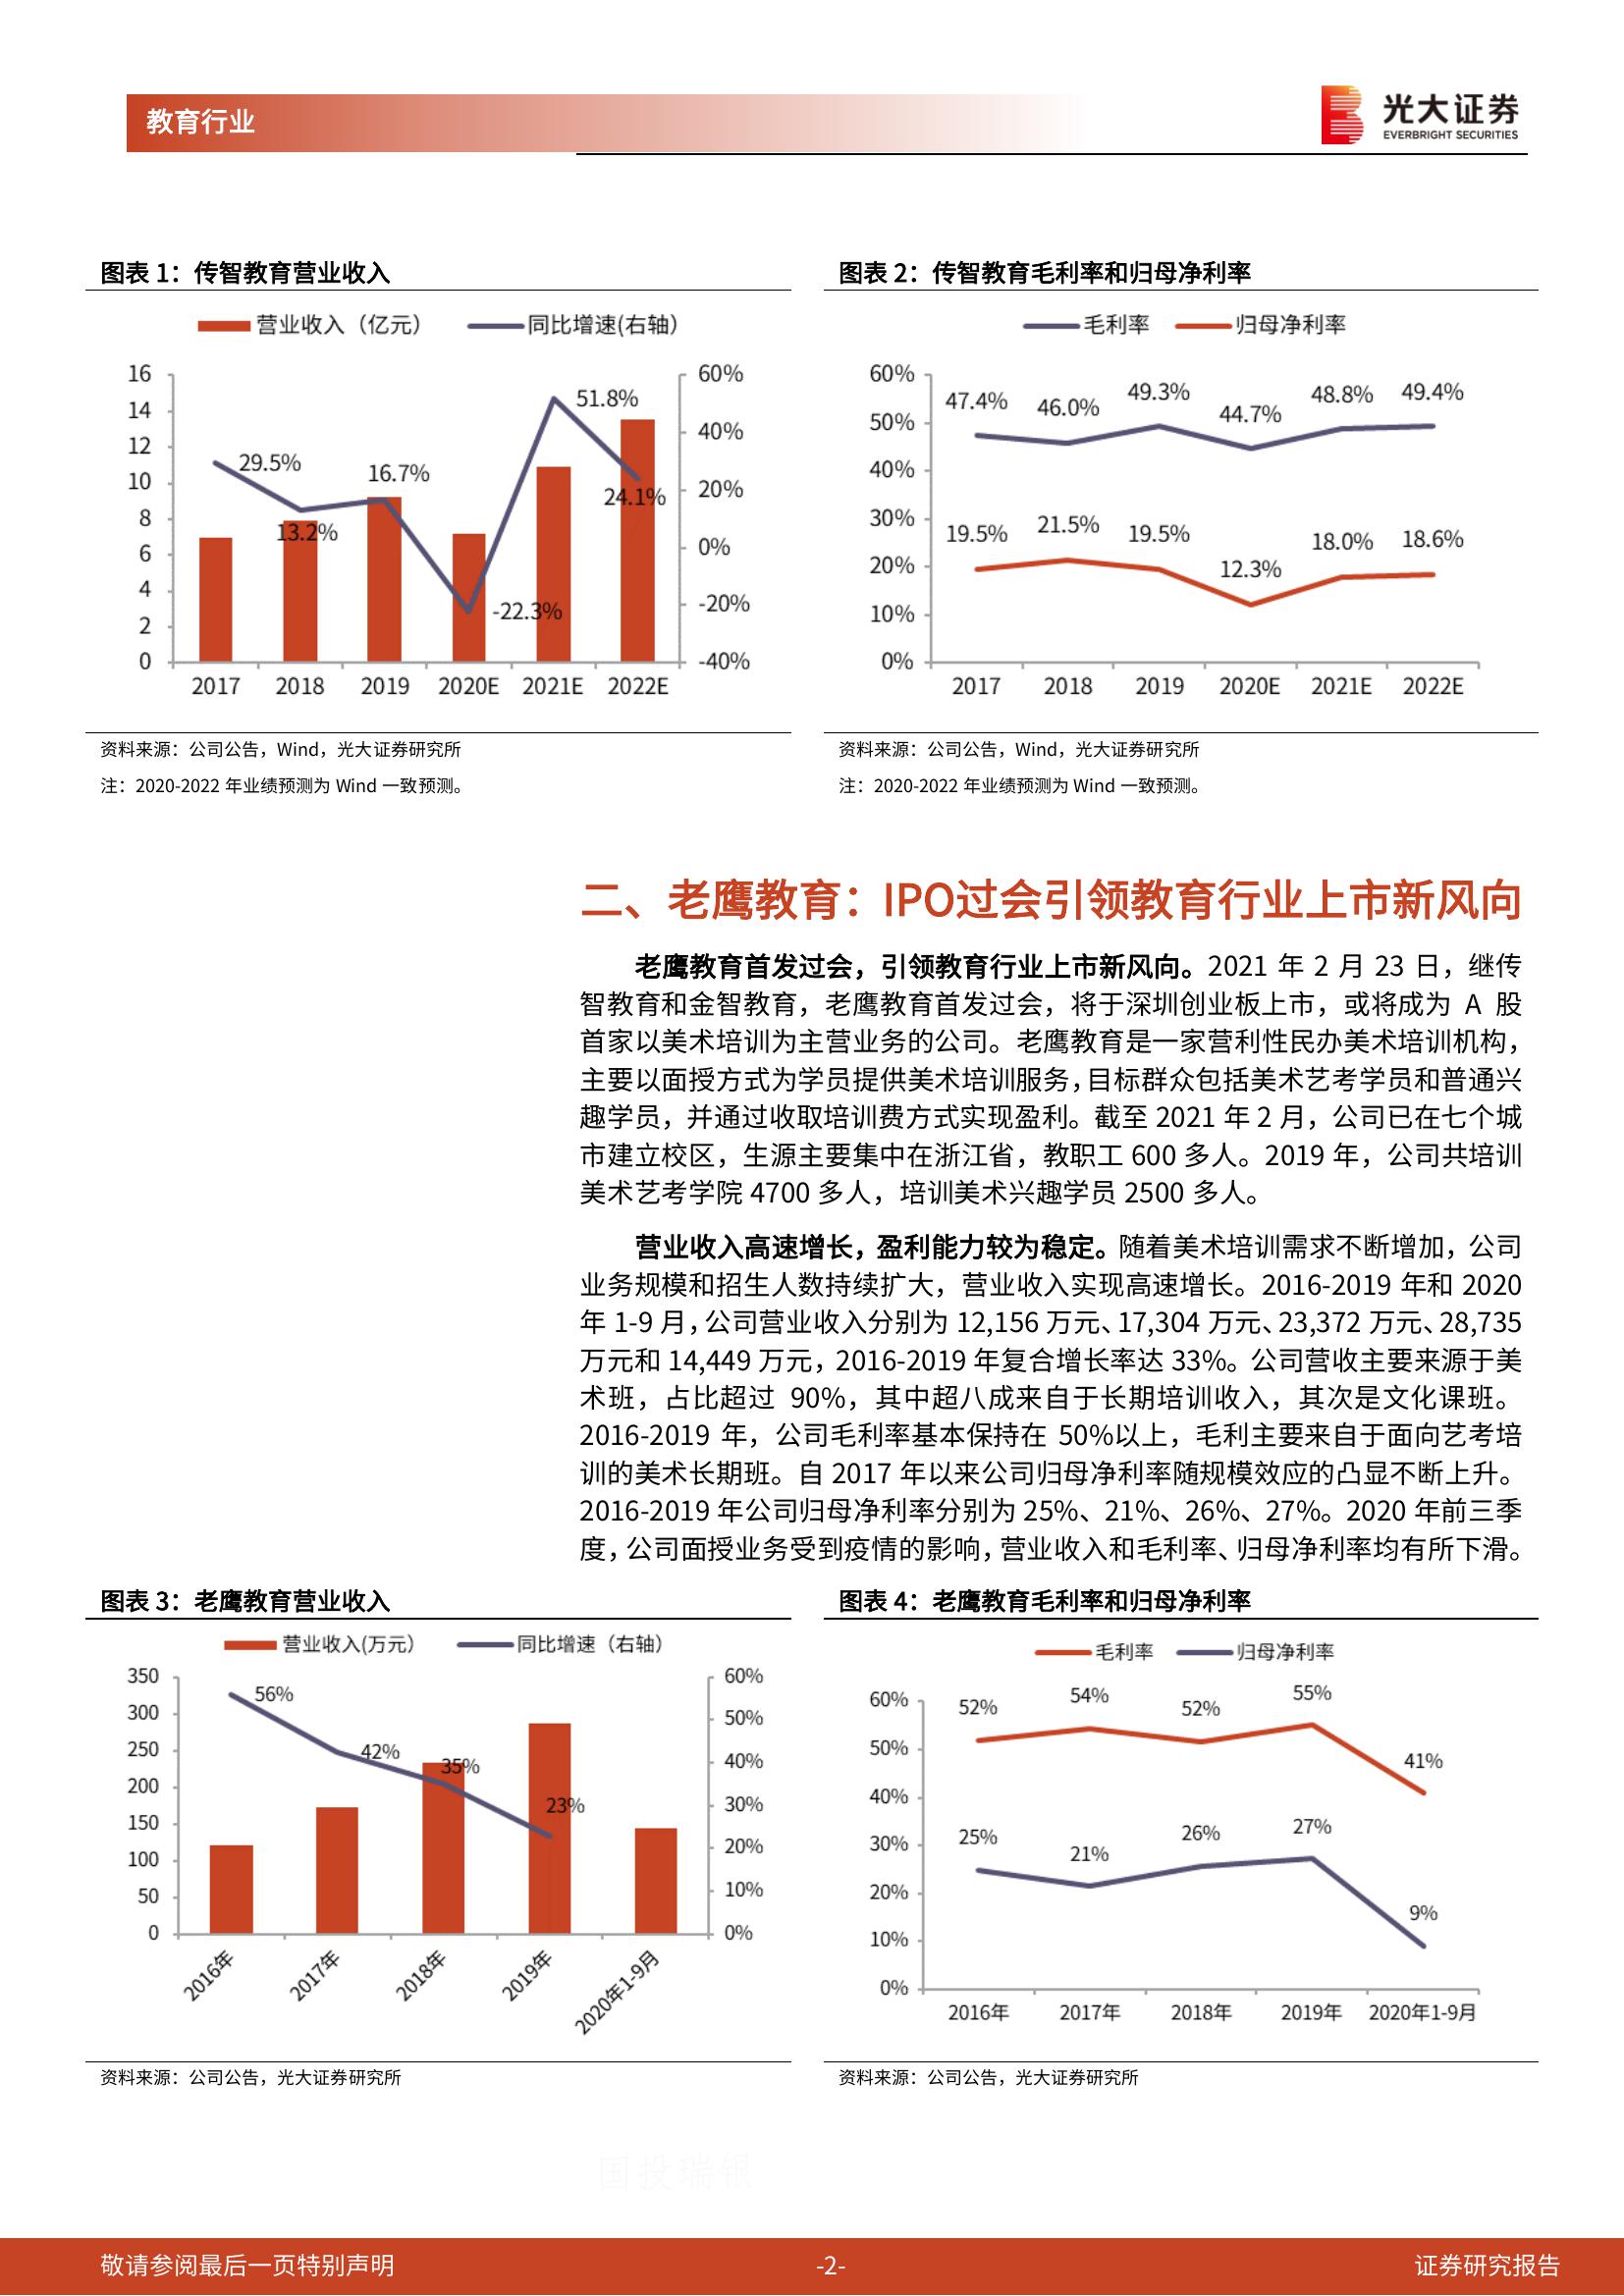 教育行业
光大证券
EVERBRIGHT SECURITIES
图表 1：传智教育营业收入
营业收入（亿元） 同比增速(右轴)
16
14
12
10
8
6
4
2
0
60%
40%
20%
0%
-20%
-40%
29.5%
13.2%
16.7%
-22.3%
51.8%
24.1%
2017 2018 2019 2020E 2021E 2022E
资料来源：公司公告，Wind，光大证券研究所
注：2020-2022 年业绩预测为 Wind 一致预测。
图表 2：传智教育毛利率和归母净利率
毛利率 归母净利率
60%
50%
40%
30%
20%
10%
0%
47.4% 46.0% 49.3% 44.7% 48.8% 49.4%
19.5% 21.5% 19.5% 12.3% 18.0% 18.6%
2017 2018 2019 2020E 2021E 2022E
资料来源：公司公告，Wind，光大证券研究所
注：2020-2022 年业绩预测为 Wind 一致预测。
二、老鹰教育：IPO过会引领教育行业上市新风向
老鹰教育首发过会，引领教育行业上市新风向。2021 年 2 月 23 日，继传
智教育和金智教育，老鹰教育首发过会，将于深圳创业板上市，或将成为 A 股
首家以美术培训为主营业务的公司。老鹰教育是一家营利性民办美术培训机构，
主要以面授方式为学员提供美术培训服务，目标群众包括美术艺考学员和普通兴
趣学员，并通过收取培训费方式实现盈利。截至 2021 年 2 月，公司已在七个城
市建立校区，生源主要集中在浙江省，教职工 600 多人。2019 年，公司共培训
美术艺考学院 4700 多人，培训美术兴趣学员 2500 多人。
营业收入高速增长，盈利能力较为稳定。随着美术培训需求不断增加，公司
业务规模和招生人数持续扩大，营业收入实现高速增长。2016-2019 年和 2020
年 1-9 月，公司营业收入分别为 12,156 万元、17,304 万元、23,372 万元、28,735
万元和 14,449 万元，2016-2019 年复合增长率达 33%。公司营收主要来源于美
术班，占比超过 90%，其中超八成来自于长期培训收入，其次是文化课班。
2016-2019 年，公司毛利率基本保持在 50%以上，毛利主要来自于面向艺考培
训的美术长期班。自 2017 年以来公司归母净利率随规模效应的凸显不断上升。
2016-2019 年公司归母净利率分别为 25%、21%、26%、27%。2020 年前三季
度，公司面授业务受到疫情的影响，营业收入和毛利率、归母净利率均有所下滑。
图表 3：老鹰教育营业收入
营业收入(万元） 同比增速（右轴）
350
300
250
200
150
100
50
0
60%
50%
40%
30%
20%
10%
0%
56%
42%
35%
23%
2016年 2017年 2018年 2019年 2020年1-9月
资料来源：公司公告，光大证券研究所
图表 4：老鹰教育毛利率和归母净利率
毛利率 归母净利率
60%
50%
40%
30%
20%
10%
0%
52% 54% 52% 55% 41%
25% 21% 26% 27% 9%
2016年 2017年 2018年 2019年 2020年1-9月
资料来源：公司公告，光大证券研究所
国投瑞银
敬请参阅最后一页特别声明
-2-
证券研究报告